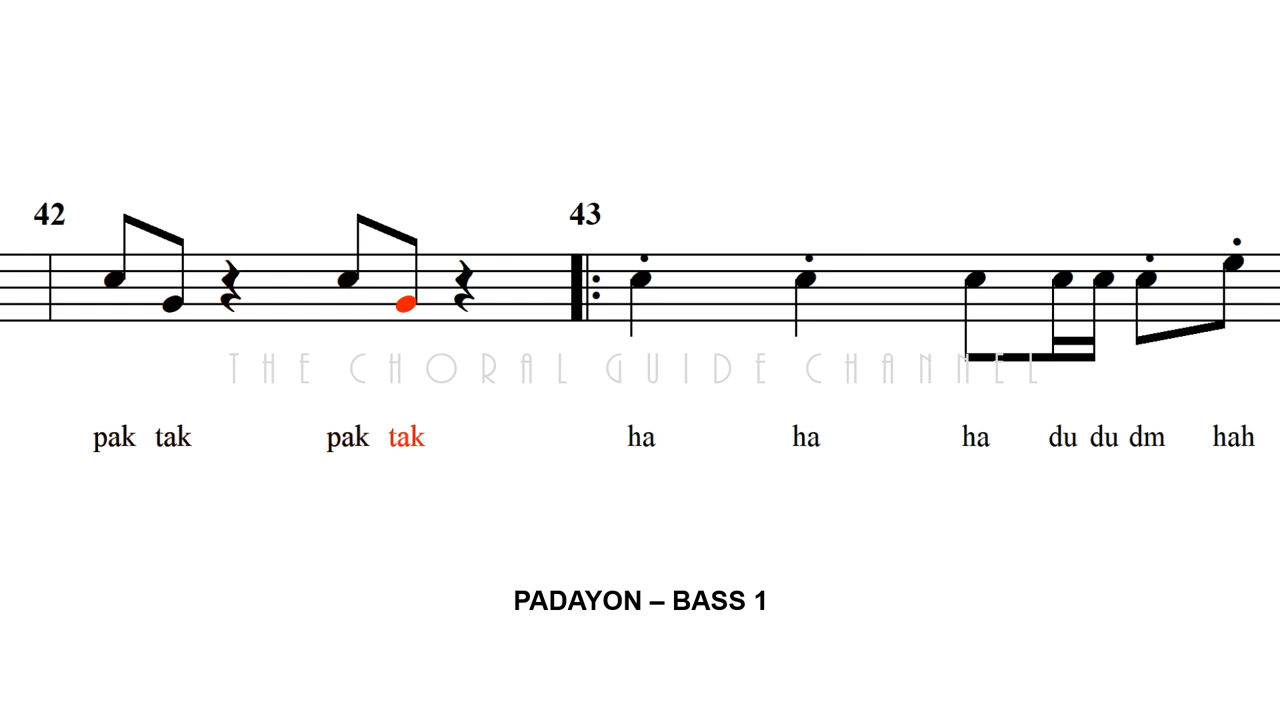 42 43
THE CHORAL GUIDE CHANNEL
pak tak pak tak ha ha ha du du dm hah
PADAYON – BASS 1